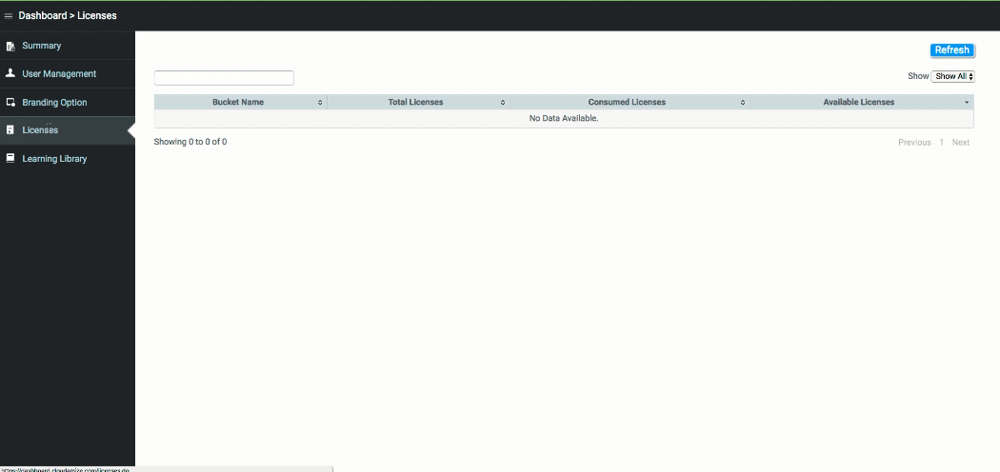 Dashboard > Licenses
Summary
User Management
Branding Option
Licenses
Learning Library
Refresh
Show Show All
Bucket Name Total Licenses Consumed Licenses Available Licenses
No Data Available.
Showing 0 to 0 of 0
Previous 1 Next
https://dashboard.cloudamize.com/licenses.do